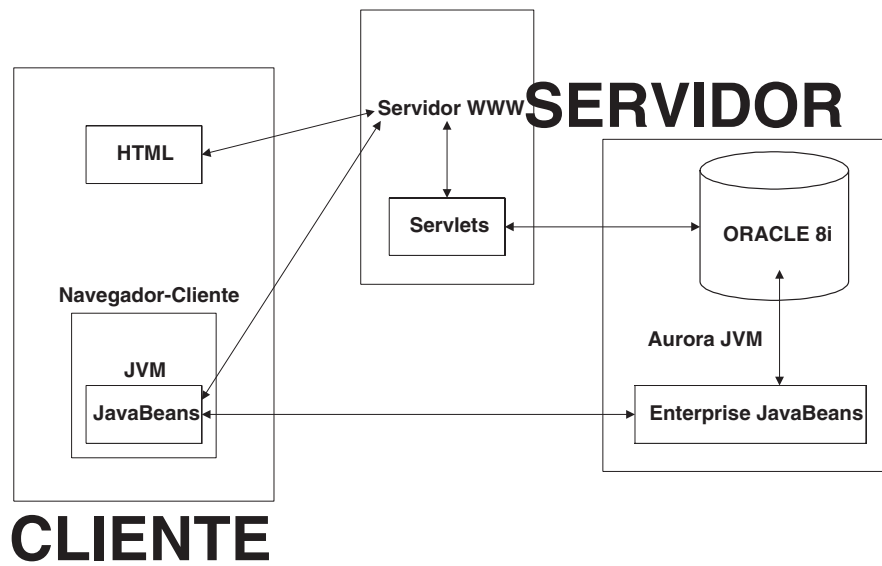 Servidor WWW
SERVIDOR
HTML
Servlets
ORACLE 8i
Navegador-Cliente
Aurora JVM
JVM
JavaBeans
Enterprise JavaBeans
CLIENTE